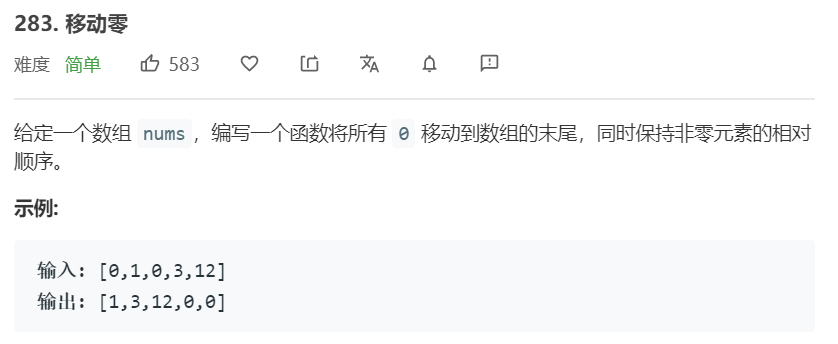 283. 移动零
难度 简单 583
给定一个数组 nums，编写一个函数将所有 0 移动到数组的末尾，同时保持非零元素的相对
顺序。
示例:
输入: [0,1,0,3,12]
输出: [1,3,12,0,0]